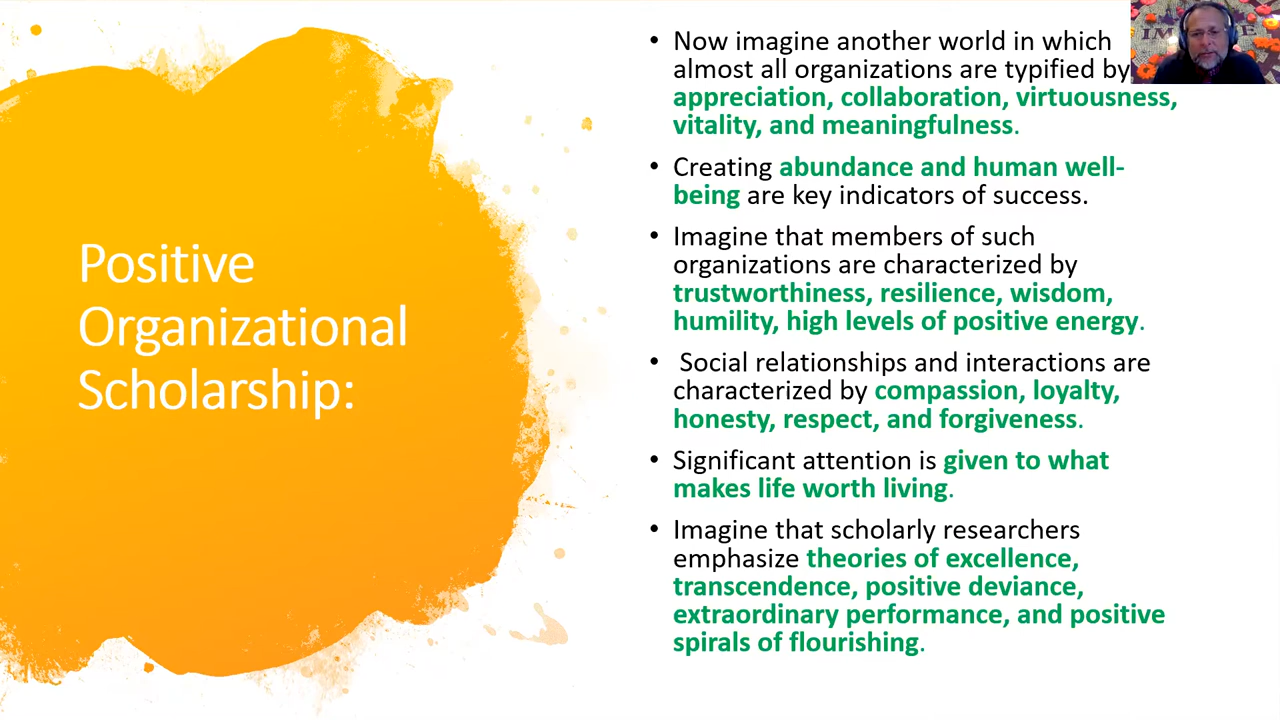 Positive
Organizational
Scholarship:
• Now imagine another world in which
almost all organizations are typified by
appreciation, collaboration, virtuousness,
vitality, and meaningfulness.
• Creating abundance and human well-
being are key indicators of success.
• Imagine that members of such
organizations are characterized by
trustworthiness, resilience, wisdom,
humility, high levels of positive energy.
• Social relationships and interactions are
characterized by compassion, loyalty,
honesty, respect, and forgiveness.
• Significant attention is given to what
makes life worth living.
• Imagine that scholarly researchers
emphasize theories of excellence,
transcendence, positive deviance,
extraordinary performance, and positive
spirals of flourishing.